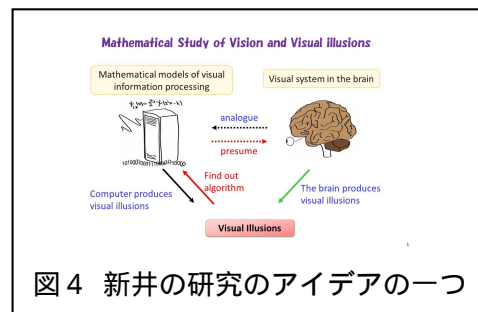 Mathematical Study of Vision and Visual illusions
Mathematical models of visual
information processing
Visual system in the brain
analogue
presume
101000100011100011110000
Find out
algorithm
Computer produces
visual illusions
The brain produces
visual illusions
Visual Illusions
1
図４ 新井の研究のアイデアの一つ